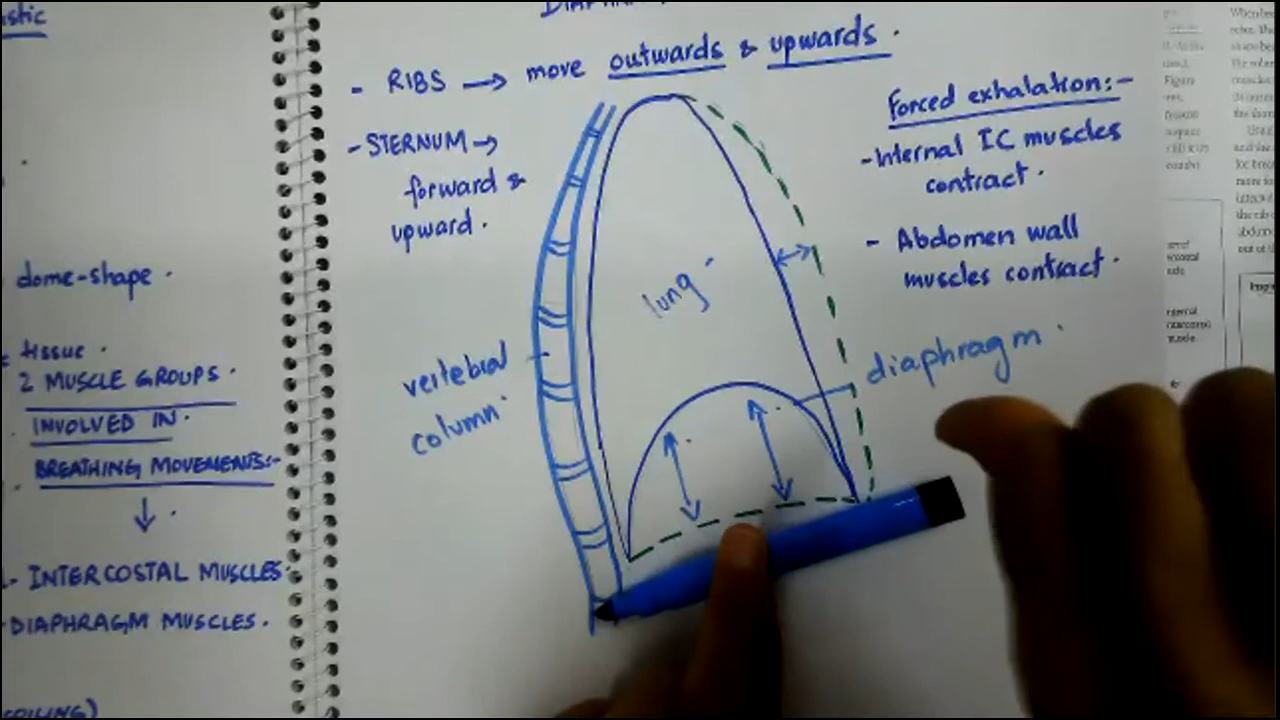 astic
dome-shape .
tissue .
2 MUSCLE GROUPS.
INVOLVED IN.
BREATHING MOVEMENTS:-
↓ .
1- INTERCOSTAL MUSCLES.
-DIAPHRAGM MUSCLES.
- RIBS → move outwards & upwards .
- STERNUM →
forward &
upward .
vertebral
column
lung
diaphragm
Forced exhalation:-
-Internal IC muscles
contract .
- Abdomen wall
muscles contract .